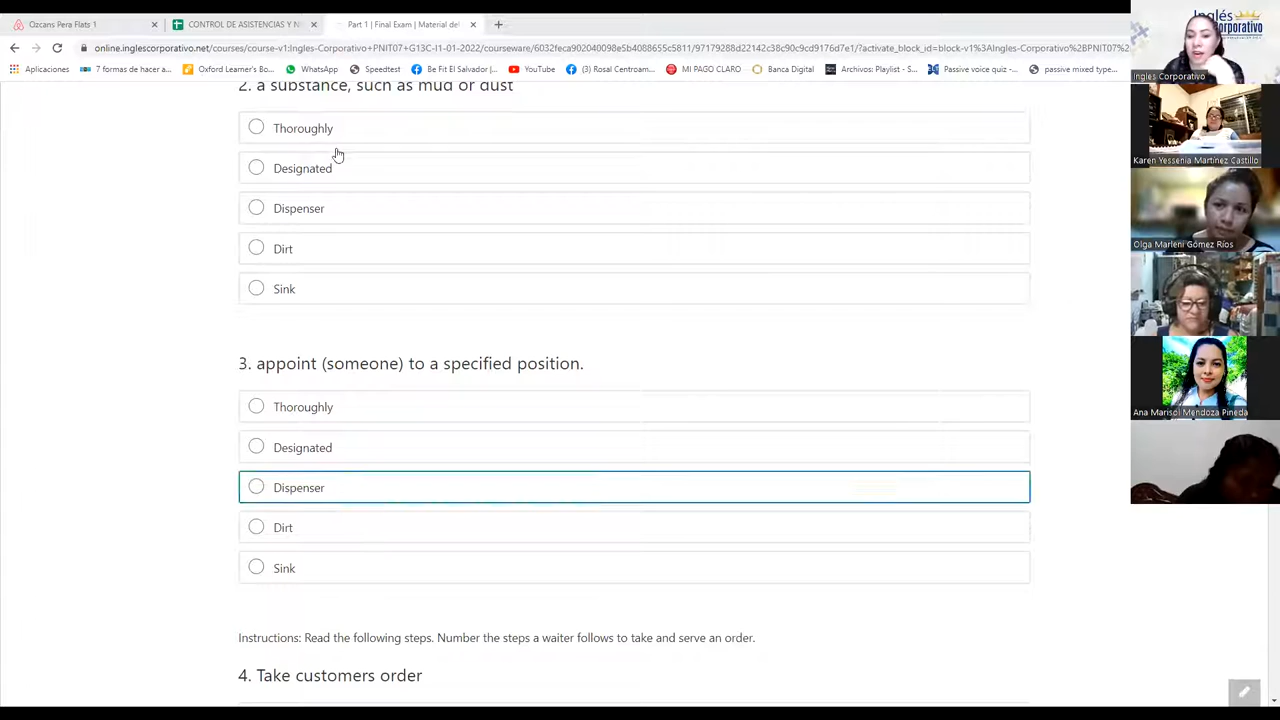 Ozcans Pera Flats 1
CONTROL DE ASISTENCIAS Y N
Part 1 | Final Exam | Material del
online.inglescorporativo.net/courses/course-v1:Ingles-Corporativo+PNIT07+G13C-I1-01-2022/courseware/6032feca902040098e5b4088655c5811/97179288d22142c38c2fbcd9176d7e1/?activate_block_id=block-v1%3AIngles-Corporativo%2BPNIT07%2
Aplicaciones
7 formas de hacer a...
Oxford Learner's Bo...
WhatsApp
Speedtest
Be Fit El Salvador |...
YouTube
(3) Rosal Centroam...
MI PAQUETE CLARO
Banca Digital
Archivos: Playlist - S...
Passive voice quiz -...
passive mixed type...
2. a substance, such as mud or dust
Thoroughly
Designated
Dispenser
Dirt
Sink
3. appoint (someone) to a specified position.
Thoroughly
Designated
Dispenser
Dirt
Sink
Instructions: Read the following steps. Number the steps a waiter follows to take and serve an order.
4. Take customers order
Inglés
Corporativo
Ingles Corporativo
Karen Yessenia Martínez Castillo
Olga Marleni Gómez Ríos
Ana Marisol Mendoza Pineda